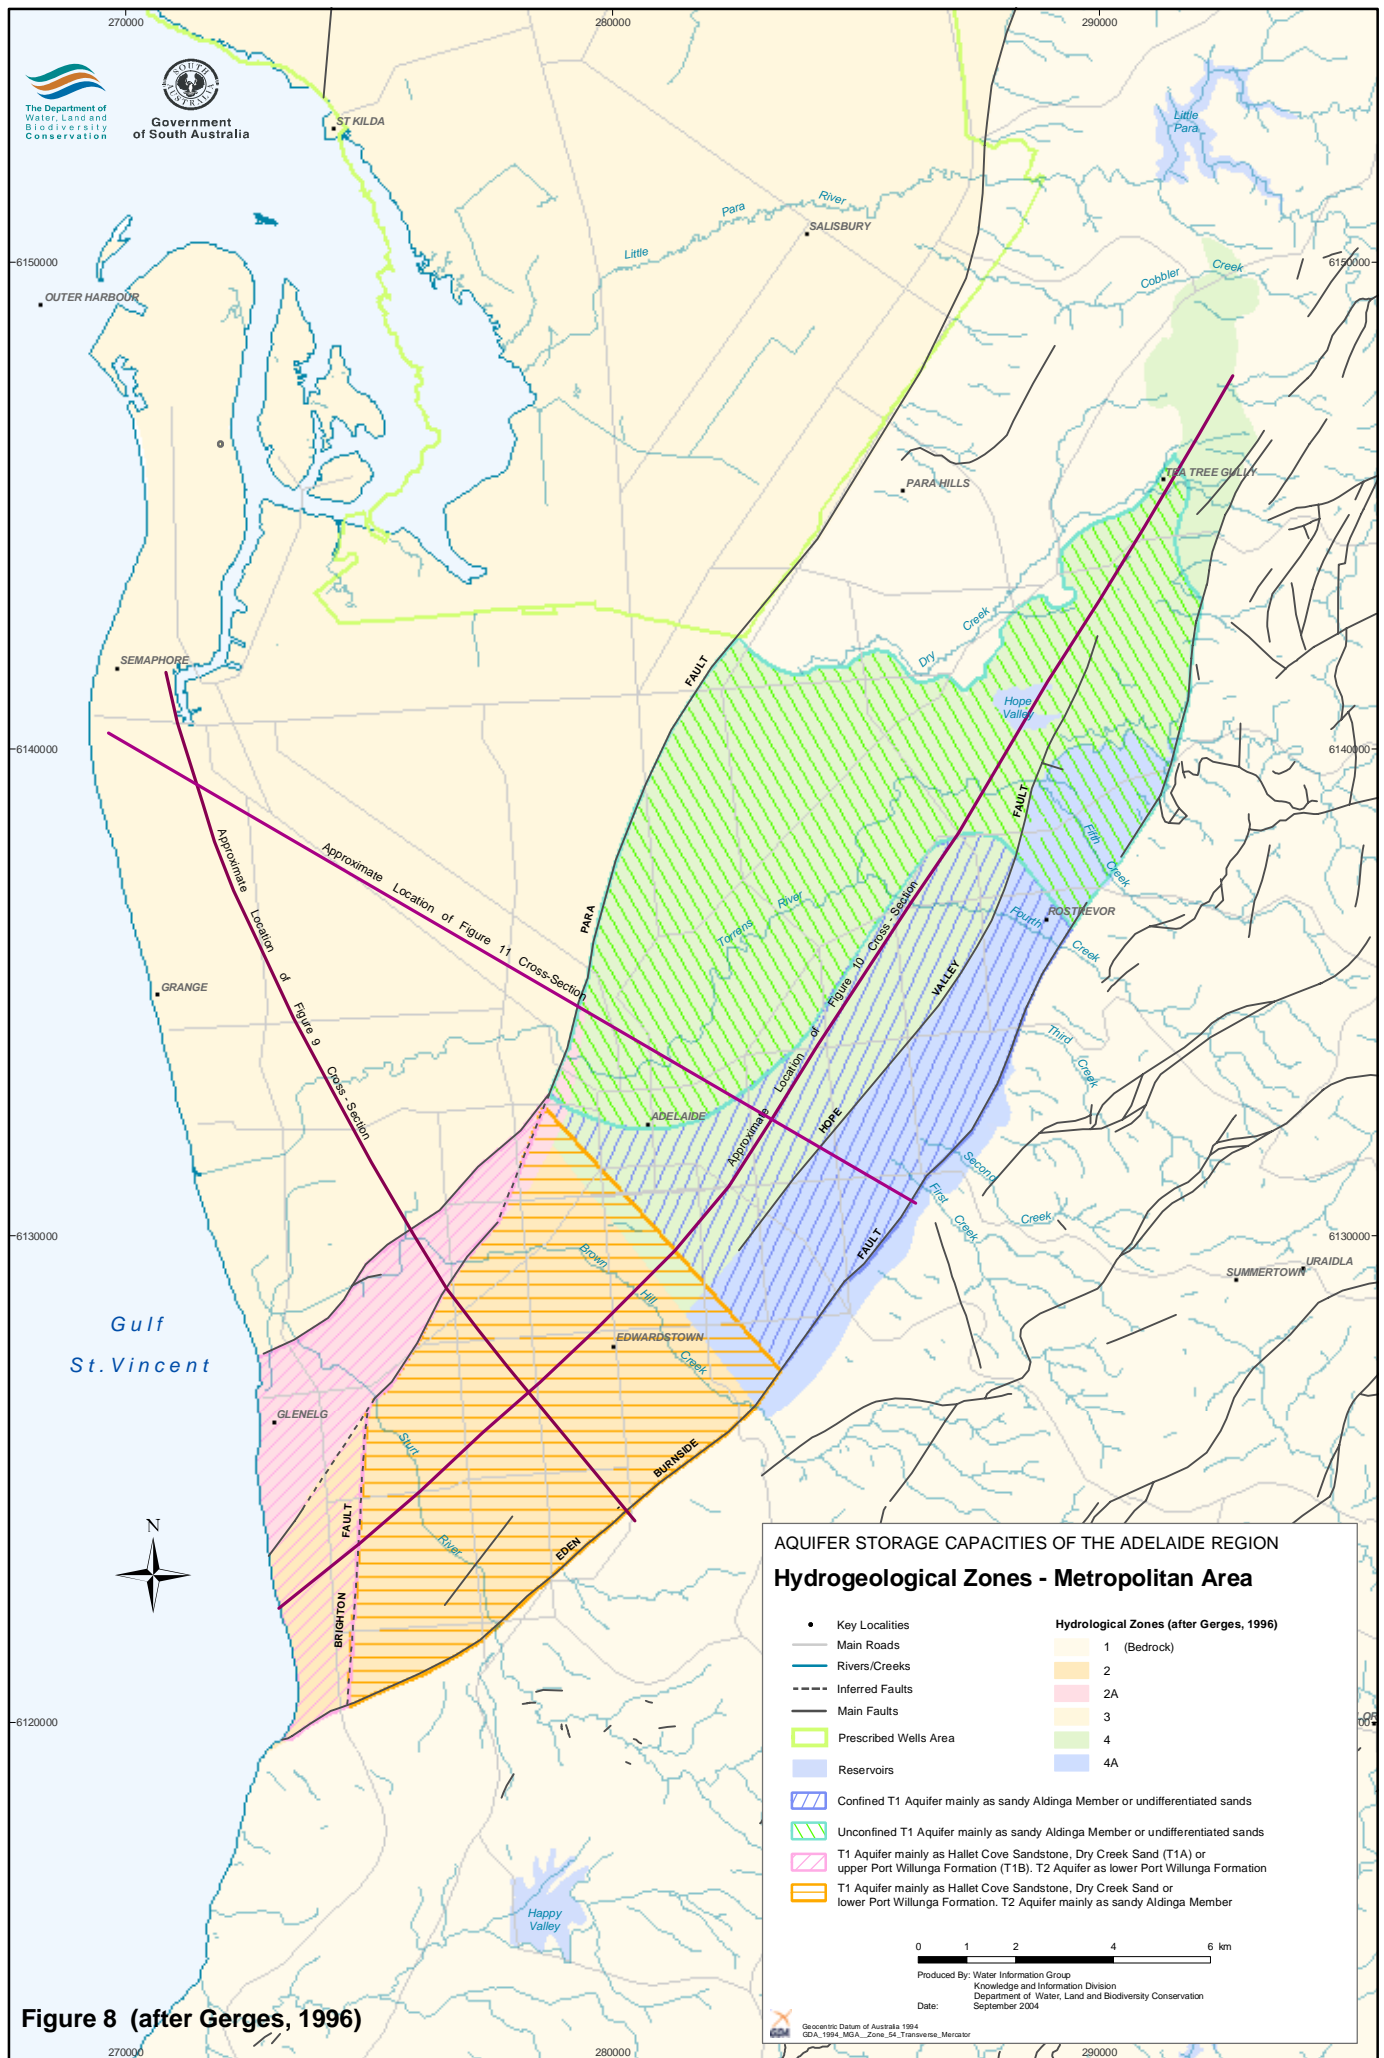 270000
280000
290000
The Department of
Water, Land and
Biodiversity
Conservation
SOUTH
AUSTRALIA
Government
of South Australia
ST KILDA
Little
Para
Little
Para
River
SALISBURY
6150000
6150000
Cobbler
Creek
OUTER HARBOUR
TEA TREE GULLY
PARA HILLS
Dry
Creek
SEMAPHORE
FAULT
Hope
Valley
6140000
6140000
FAULT
Fifth
Creek
Approximate Location of Figure 11 Cross-Section
Approximate Location of Figure 9 Cross - Section
Approximate Location of Figure 10 Cross - Section
PARA
Torrens
River
ROSTREVOR
Fourth
Creek
VALLEY
GRANGE
Third
Creek
ADELAIDE
HOPE
Second
Creek
First
Creek
6130000
6130000
FAULT
Brown
Hill
Creek
SUMMERTOWN
URAIDLA
Gulf
St.Vincent
EDWARDSTOWN
GLENELG
Sturt
River
BURNSIDE
EDEN
FAULT
BRIGHTON
N
6120000
Happy
Valley
AQUIFER STORAGE CAPACITIES OF THE ADELAIDE REGION
Hydrogeological Zones - Metropolitan Area
Key Localities
Main Roads
Rivers/Creeks
Inferred Faults
Main Faults
Prescribed Wells Area
Reservoirs
Hydrological Zones (after Gerges, 1996)
1 (Bedrock)
2
2A
3
4
4A
Confined T1 Aquifer mainly as sandy Aldinga Member or undifferentiated sands
Unconfined T1 Aquifer mainly as sandy Aldinga Member or undifferentiated sands
T1 Aquifer mainly as Hallet Cove Sandstone, Dry Creek Sand (T1A) or
upper Port Willunga Formation (T1B). T2 Aquifer as lower Port Willunga Formation
T1 Aquifer mainly as Hallet Cove Sandstone, Dry Creek Sand or
lower Port Willunga Formation. T2 Aquifer mainly as sandy Aldinga Member
0 1 2 4 6 km
Produced By: Water Information Group
Knowledge and Information Division
Department of Water, Land and Biodiversity Conservation
Date: September 2004
GDA
Geocentric Datum of Australia 1994
GDA_1994_MGA__Zone_54_Transverse_Mercator
Figure 8 (after Gerges, 1996)
270000
280000
290000